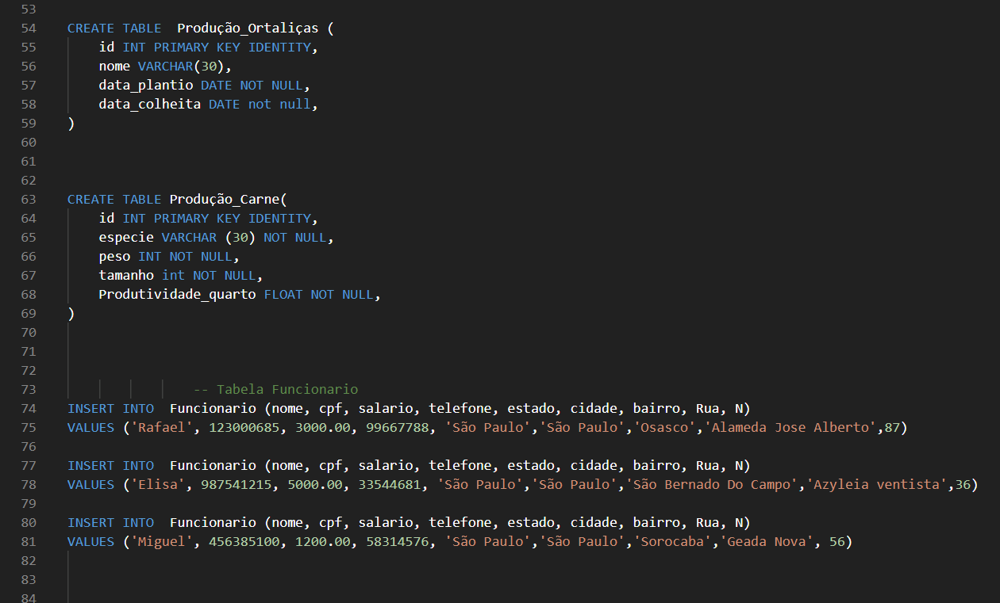 53
54 CREATE TABLE  Produção_Ortaliças (
55     id INT PRIMARY KEY IDENTITY,
56     nome VARCHAR(30),
57     data_plantio DATE NOT NULL,
58     data_colheita DATE not null,
59 )
60
61
62
63 CREATE TABLE Produção_Carne(
64     id INT PRIMARY KEY IDENTITY,
65     especie VARCHAR (30) NOT NULL,
66     peso INT NOT NULL,
67     tamanho int NOT NULL,
68     Produtividade_quarto FLOAT NOT NULL,
69 )
70
71
72
73                 -- Tabela Funcionario
74 INSERT INTO  Funcionario (nome, cpf, salario, telefone, estado, cidade, bairro, Rua, N)
75 VALUES ('Rafael', 123000685, 3000.00, 99667788, 'São Paulo','São Paulo','Osasco','Alameda Jose Alberto',87)
76
77 INSERT INTO  Funcionario (nome, cpf, salario, telefone, estado, cidade, bairro, Rua, N)
78 VALUES ('Elisa', 987541215, 5000.00, 33544681, 'São Paulo','São Paulo','São Bernado Do Campo','Azyleia ventista',36)
79
80 INSERT INTO  Funcionario (nome, cpf, salario, telefone, estado, cidade, bairro, Rua, N)
81 VALUES ('Miguel', 456385100, 1200.00, 58314576, 'São Paulo','São Paulo','Sorocaba','Geada Nova', 56)
82
83
84